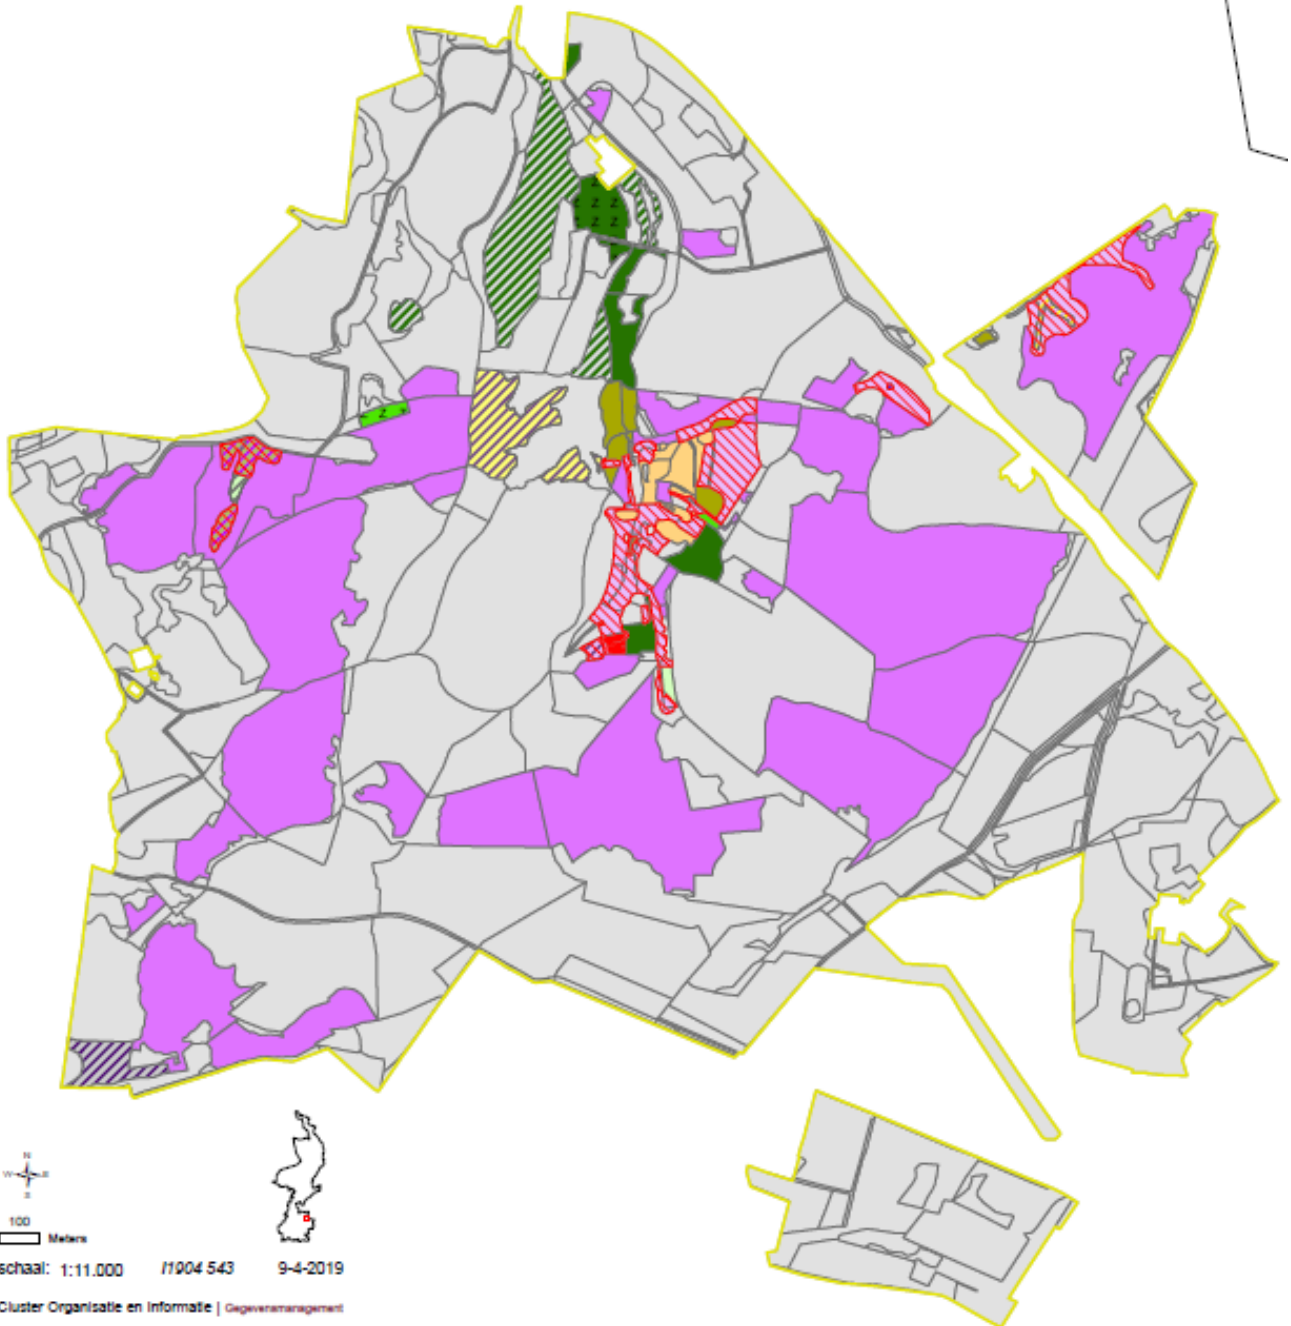 Z
Z Z
Z Z
Z
N
W E
S
100
Meters
schaal: 1:11.000 I1904 543 9-4-2019
Cluster Organisatie en Informatie | Gegevensmanagement